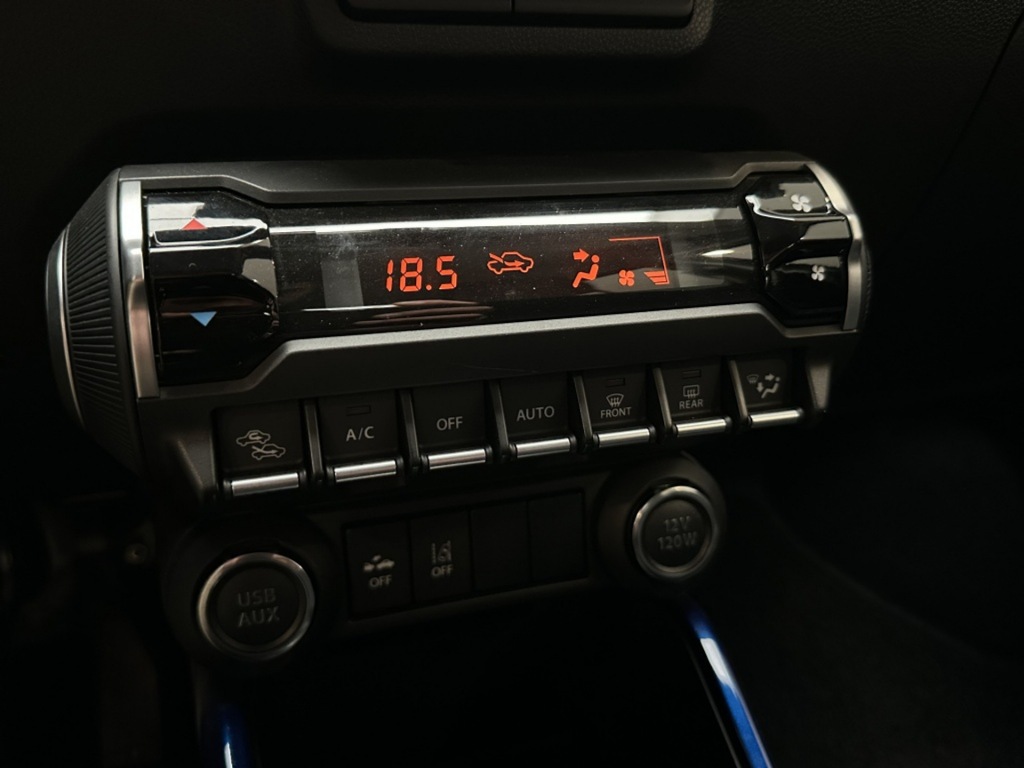 18.5
A/C
OFF
AUTO
FRONT
REAR
OFF
OFF
USB
AUX
12V
120W